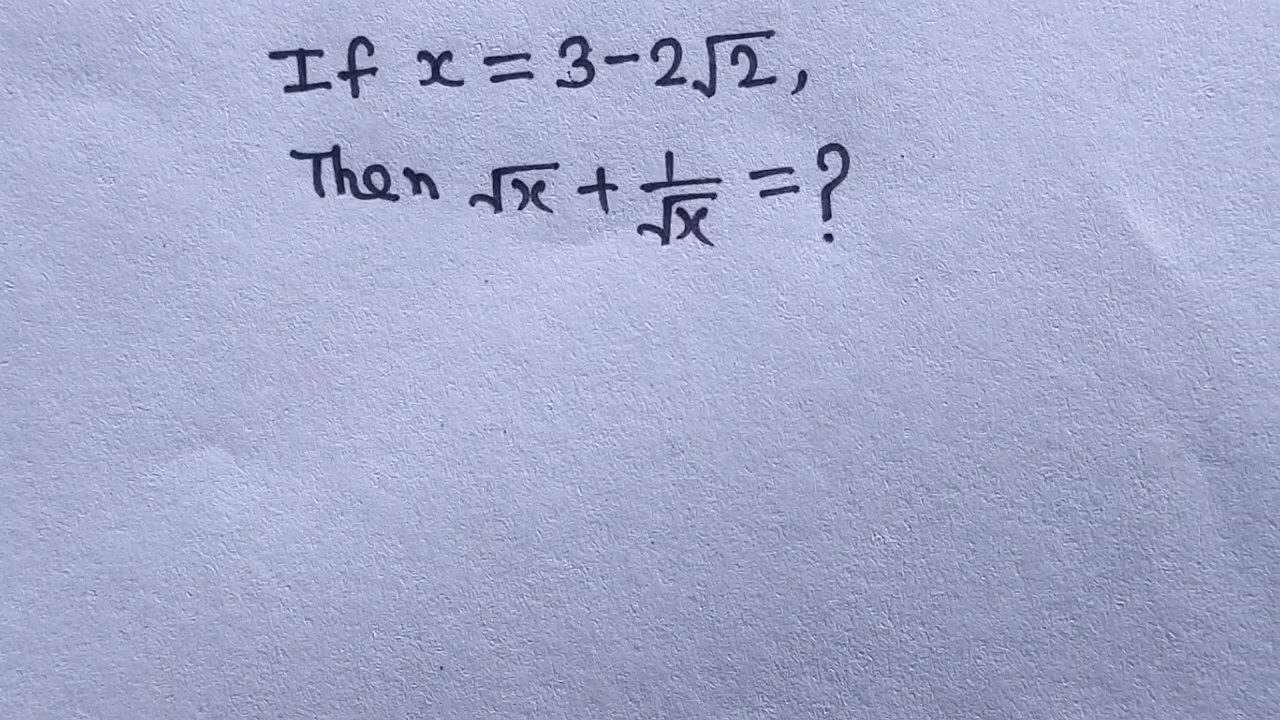 If x = 3-2√2,
Then √x + 1/√x = ?